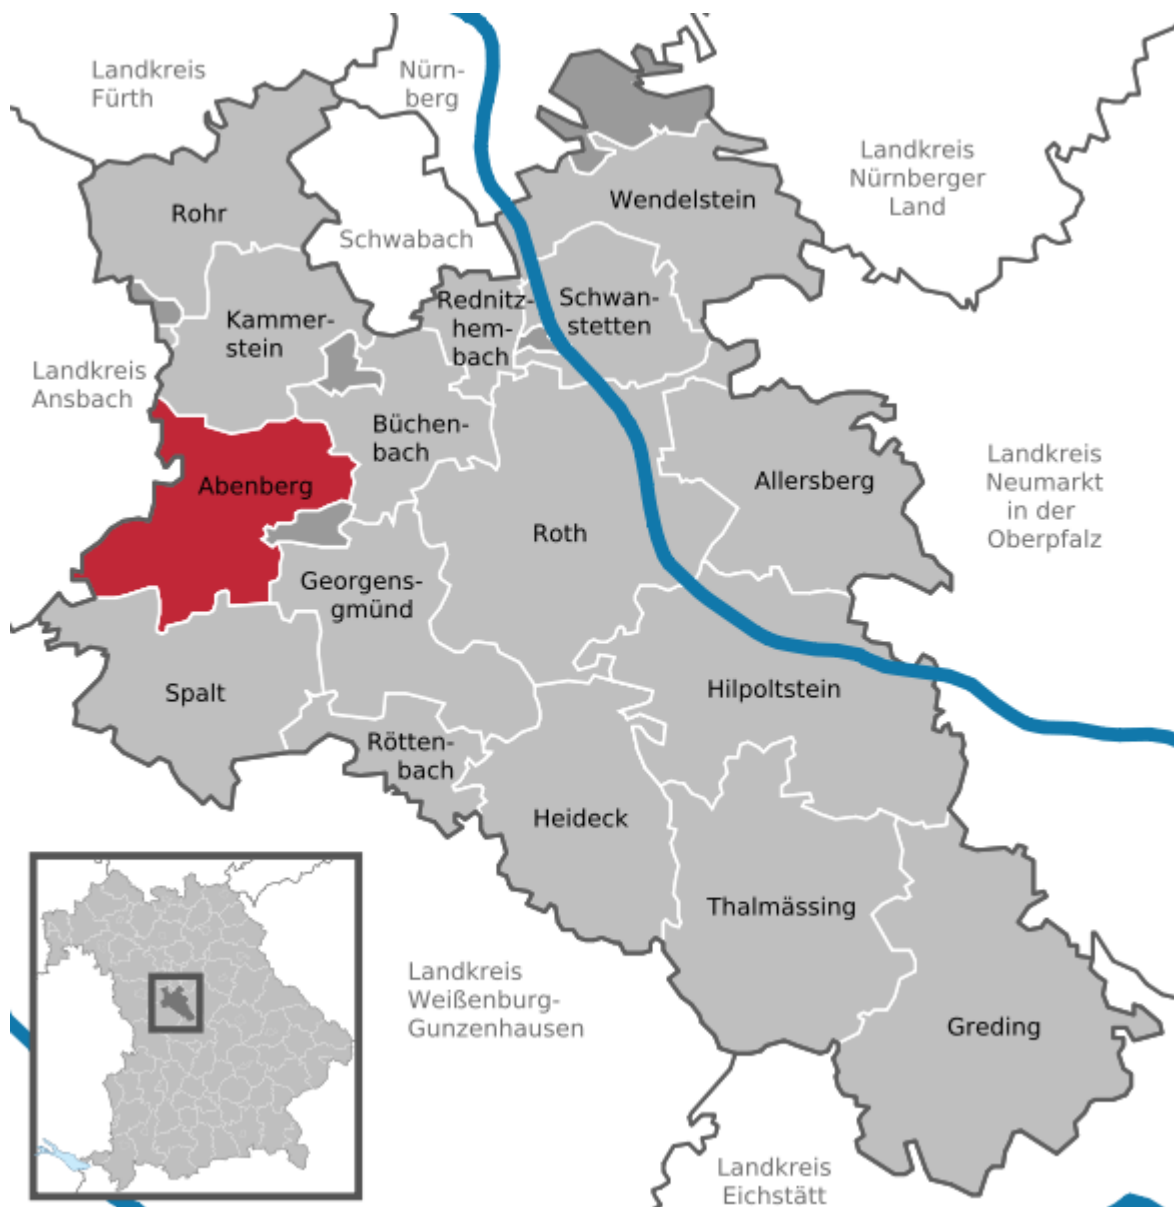 Landkreis
Fürth
Nürn-
berg
Landkreis
Nürnberger
Land
Wendelstein
Rohr
Schwabach
Rednitz-
hem-
bach
Schwan-
stetten
Kammer-
stein
Landkreis
Ansbach
Büchen-
bach
Abenberg
Allersberg
Landkreis
Neumarkt
in der
Oberpfalz
Roth
Georgens-
gmünd
Spalt
Hilpoltstein
Rötten-
bach
Heideck
Thalmässing
Landkreis
Weißenburg-
Gunzenhausen
Greding
Landkreis
Eichstätt